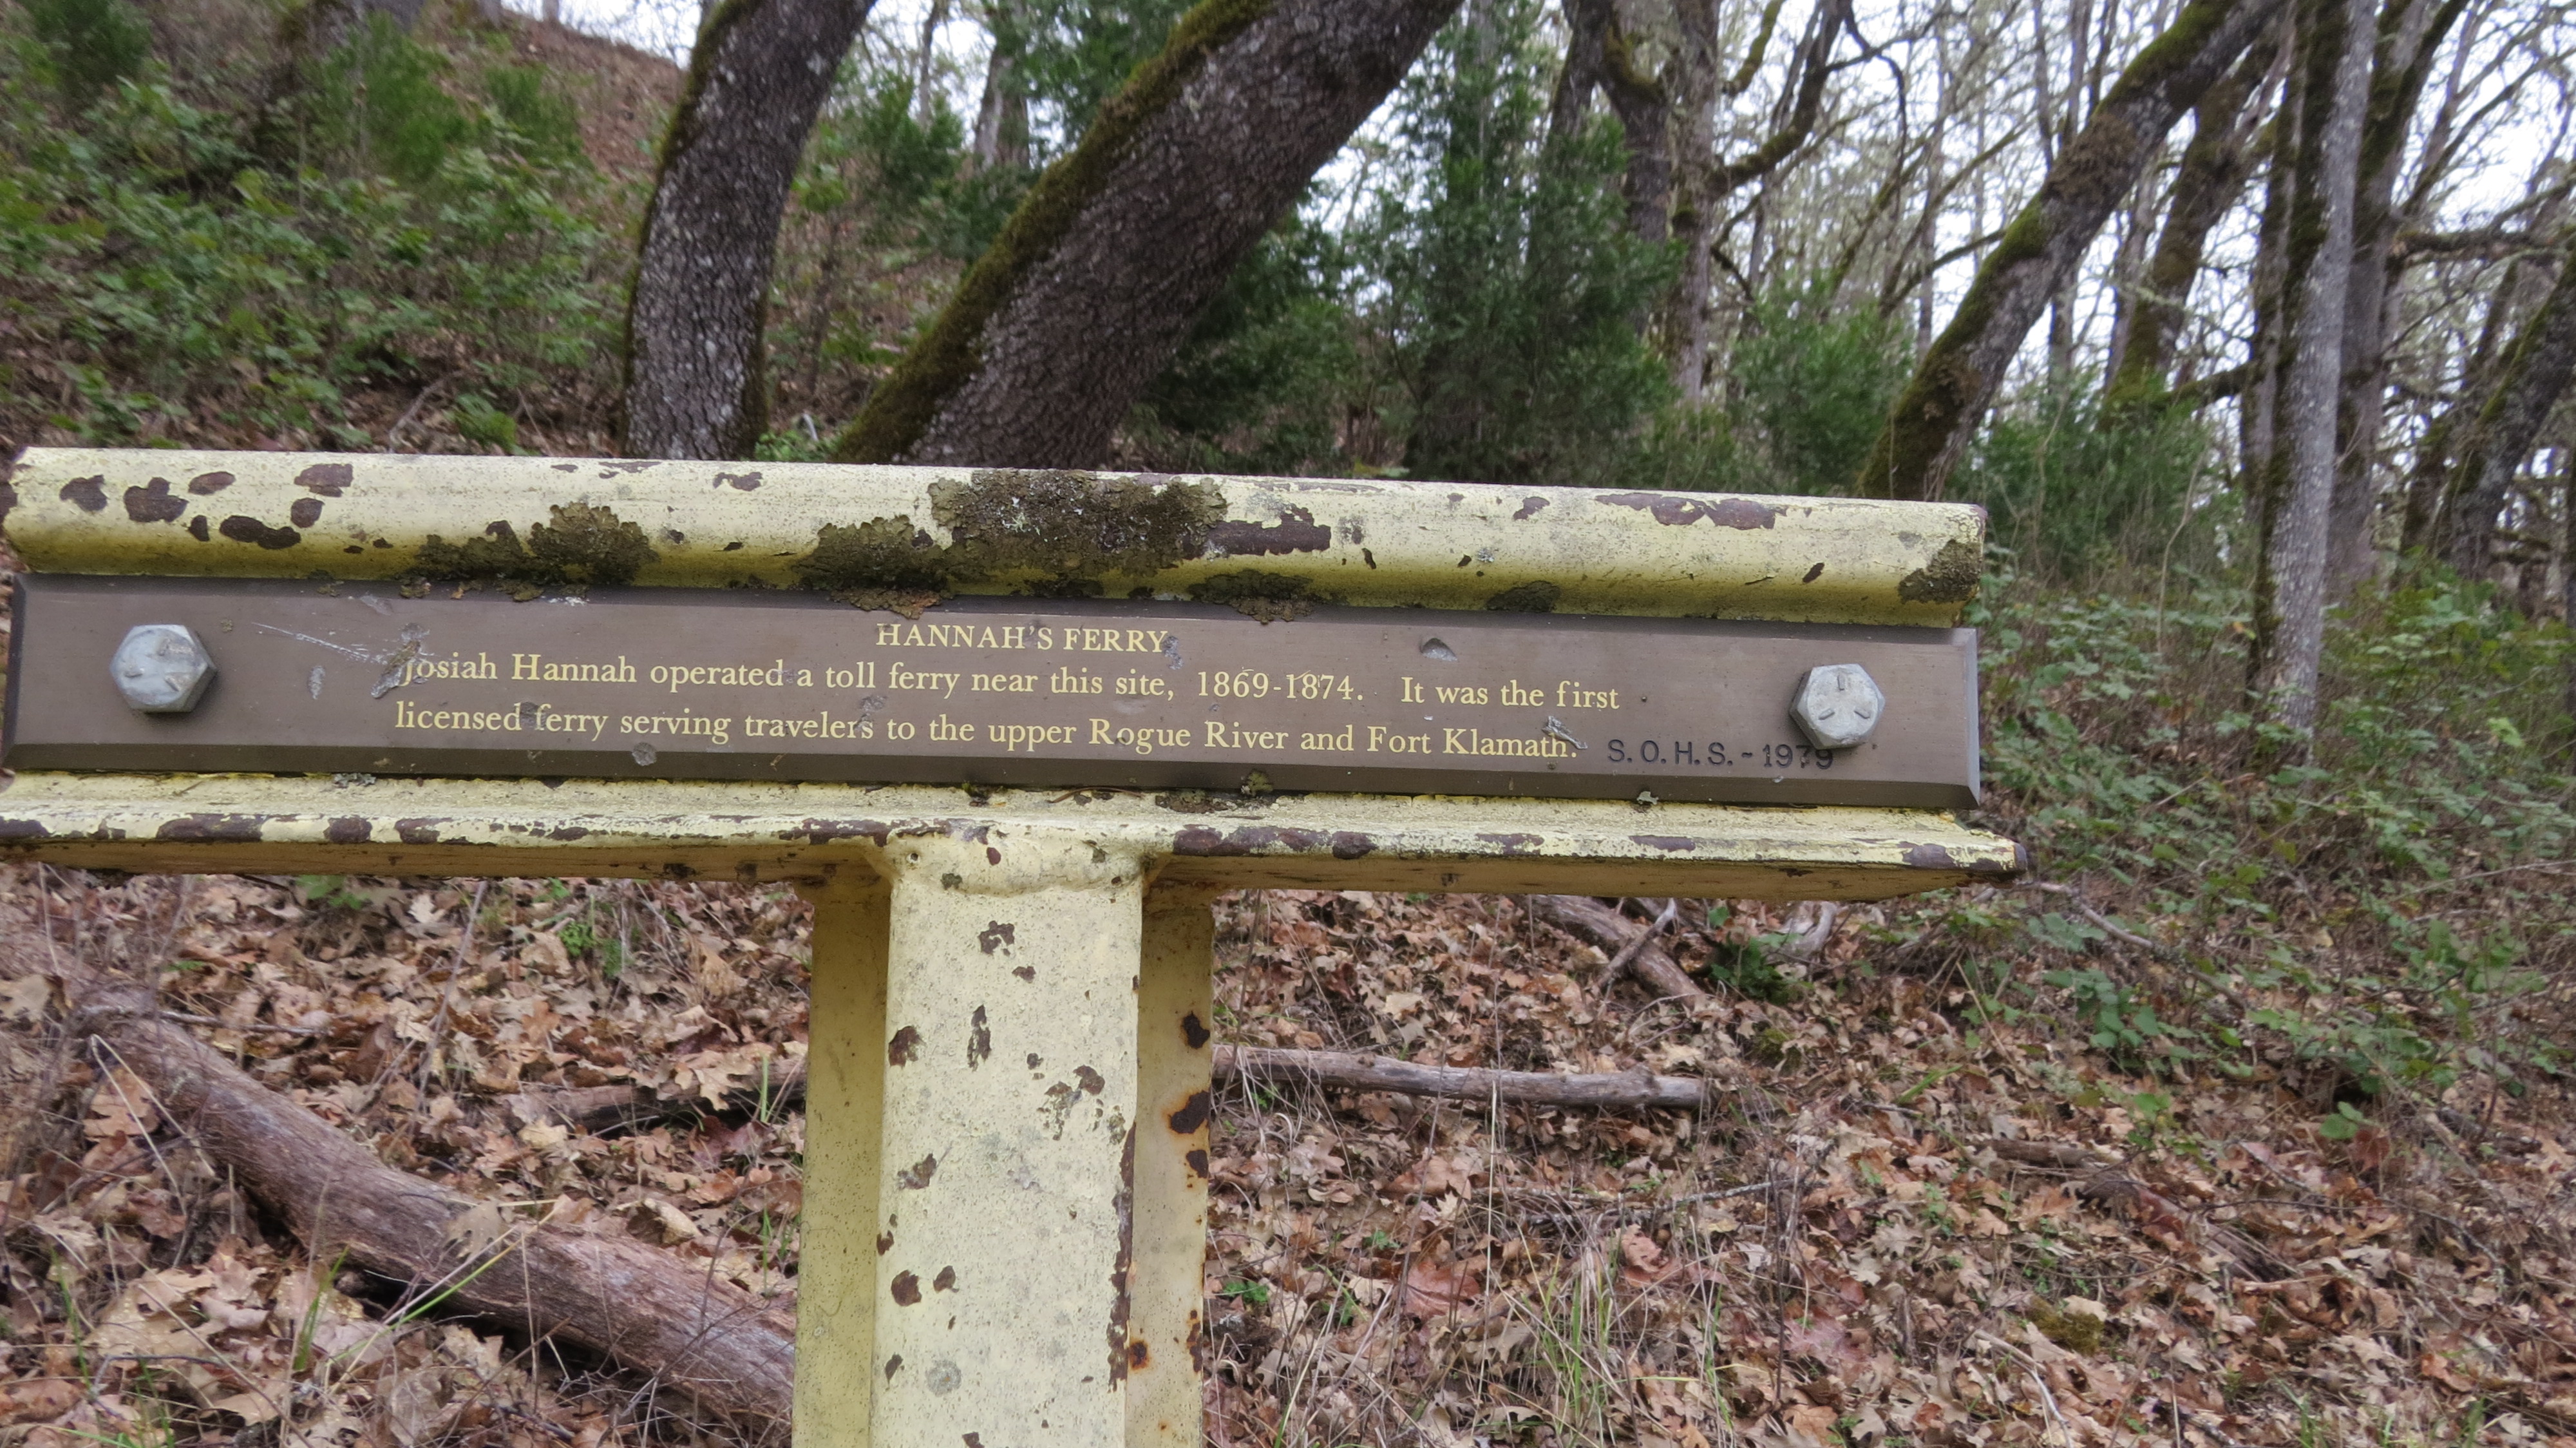 HANNAH'S FERRY
Josiah Hannah operated a toll ferry near this site, 1869-1874. It was the first
licensed ferry serving travelers to the upper Rogue River and Fort Klamath.
S.O.H.S. - 1979